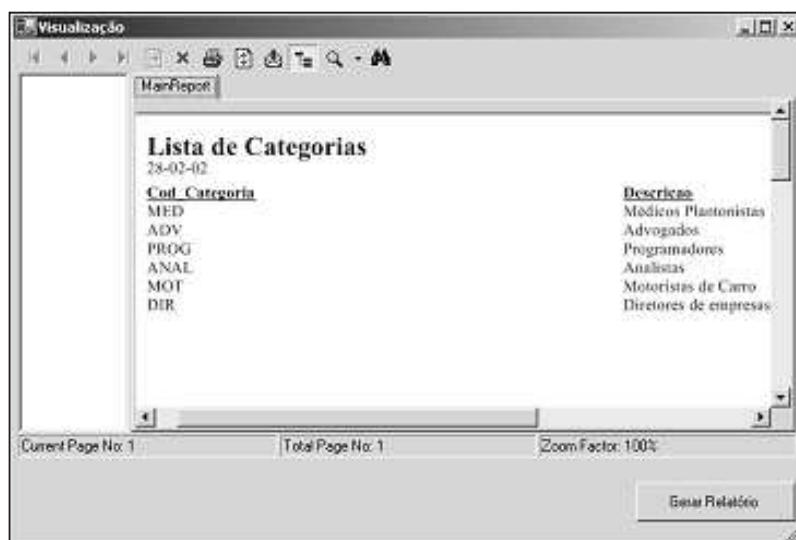 Visualização
MainReport
Lista de Categorias
28-02-02
Cod_Categoria Descricao
MED Médicos Plantonistas
ADV Advogados
PROG Programadores
ANAL Analistas
MOT Motoristas de Carro
DIR Diretores de empresas
Current Page No: 1 Total Page No: 1 Zoom Factor: 100%
Gerar Relatório